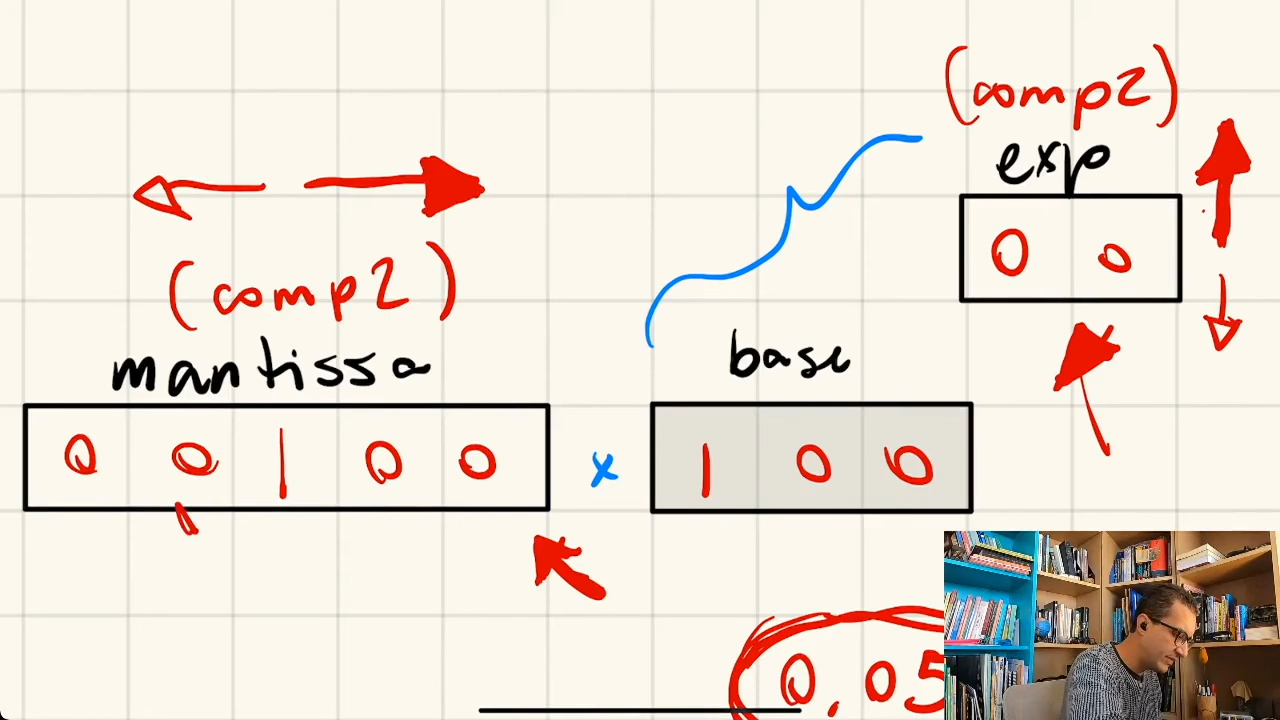 (comp2)
exp
0 0
(comp2)
mantissa
base
0 0 1 0 0
x
1 0 0
0,05